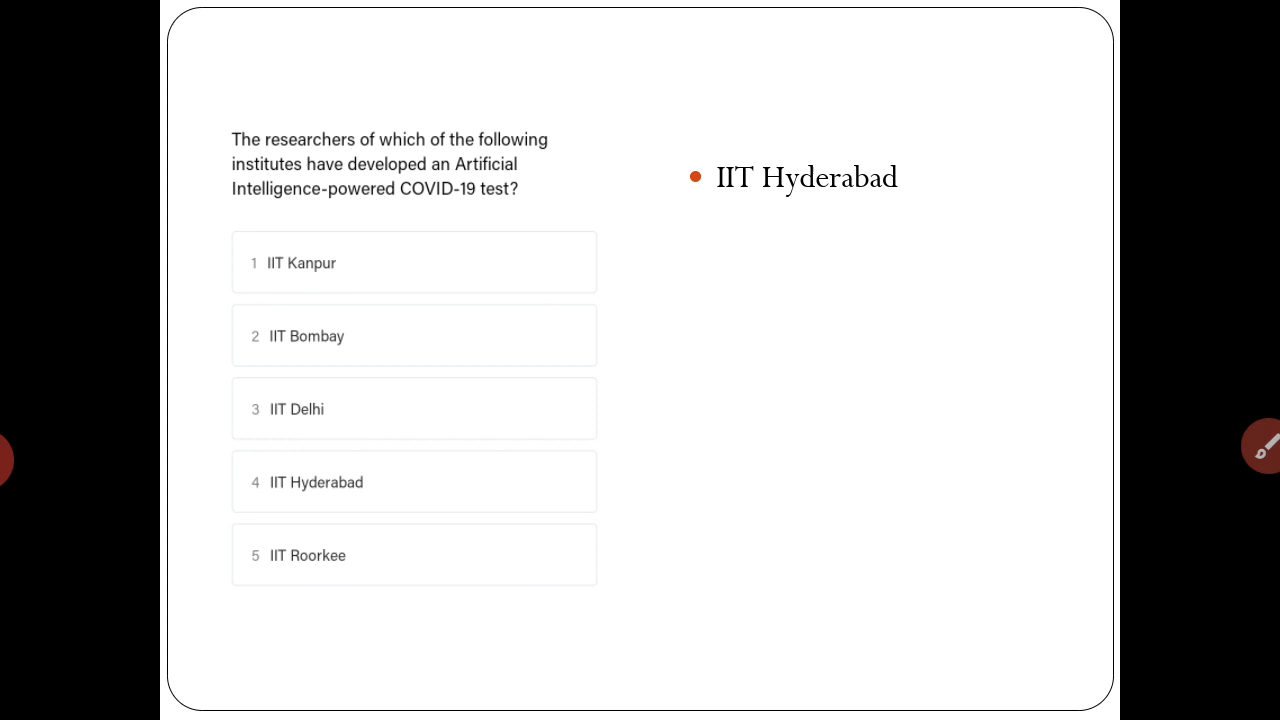 The researchers of which of the following
institutes have developed an Artificial
Intelligence-powered COVID-19 test?
1 IIT Kanpur
2 IIT Bombay
3 IIT Delhi
4 IIT Hyderabad
5 IIT Roorkee
• IIT Hyderabad